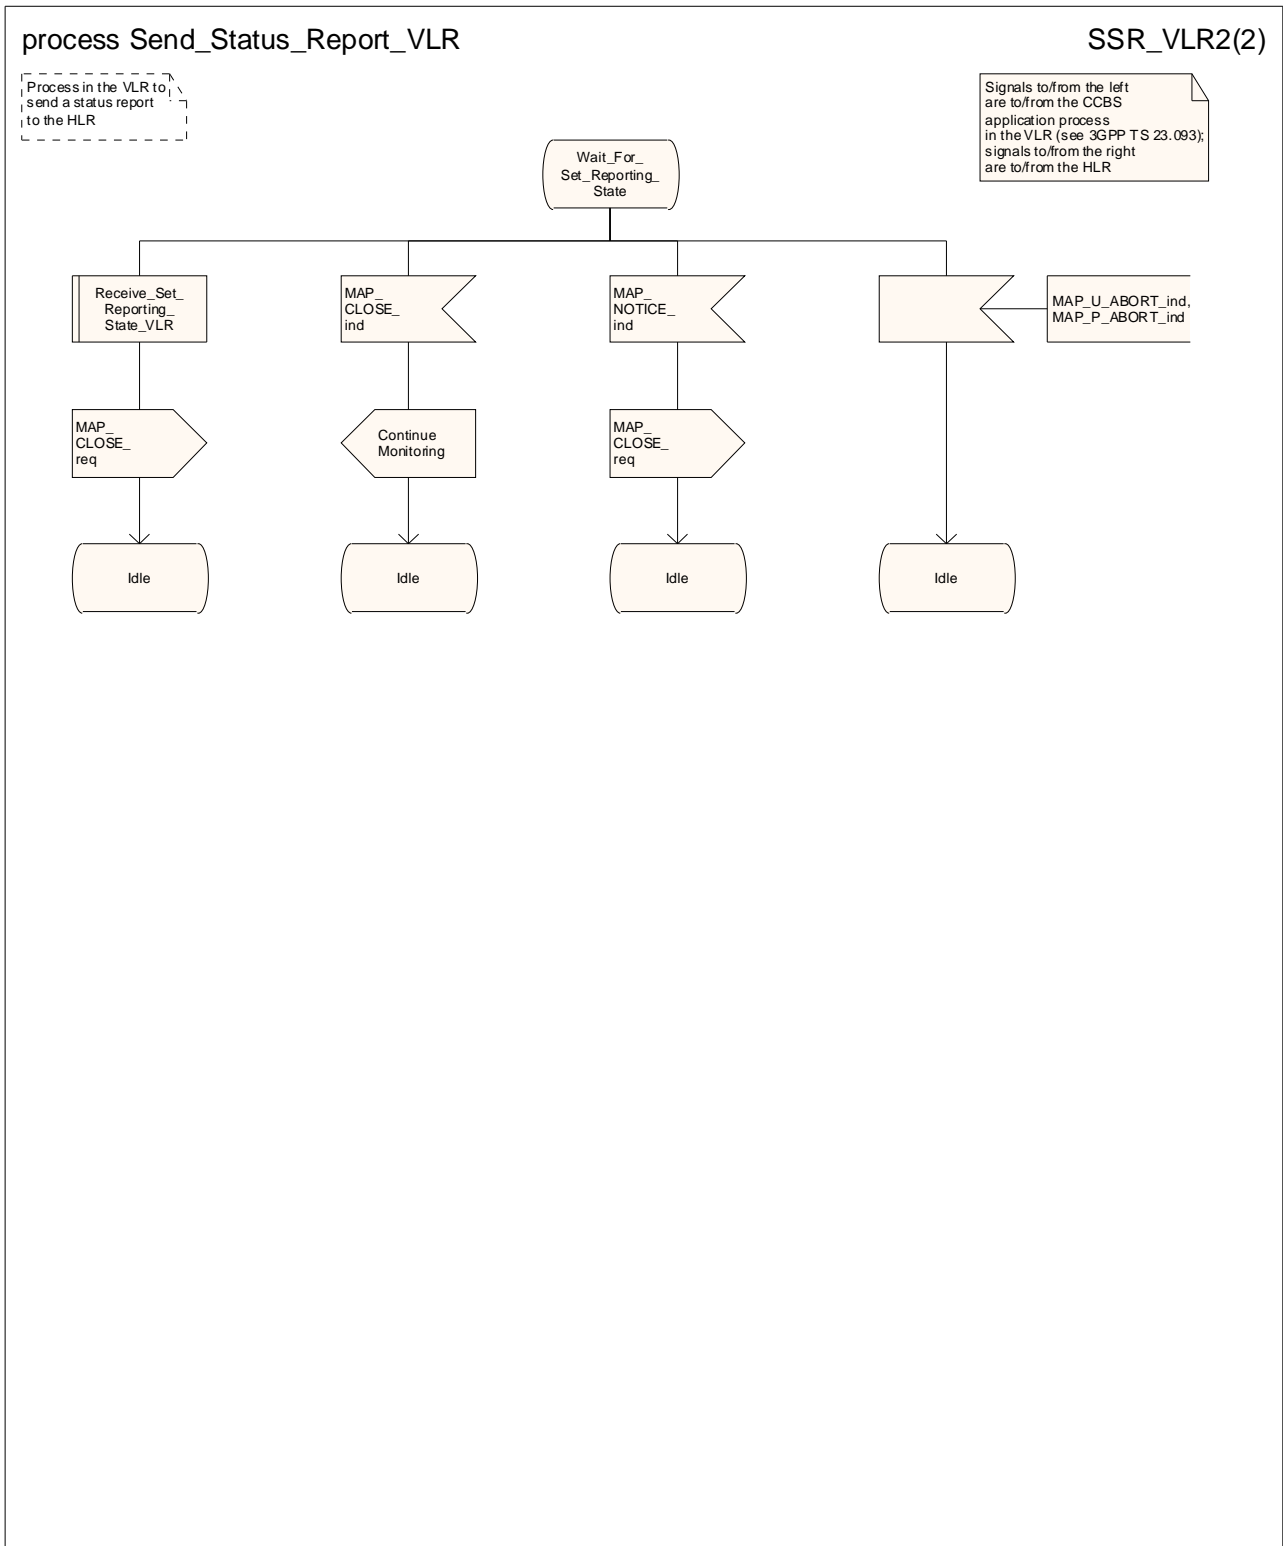 process Send_Status_Report_VLR
SSR_VLR2(2)
Process in the VLR to
send a status report
to the HLR
Signals to/from the left
are to/from the CCBS
application process
in the VLR (see 3GPP TS 23.093);
signals to/from the right
are to/from the HLR
Wait_For_
Set_Reporting_
State
Receive_Set_
Reporting_
State_VLR
MAP_
CLOSE_
ind
MAP_
NOTICE_
ind
MAP_U_ABORT_ind,
MAP_P_ABORT_ind
MAP_
CLOSE_
req
Continue
Monitoring
MAP_
CLOSE_
req
Idle
Idle
Idle
Idle